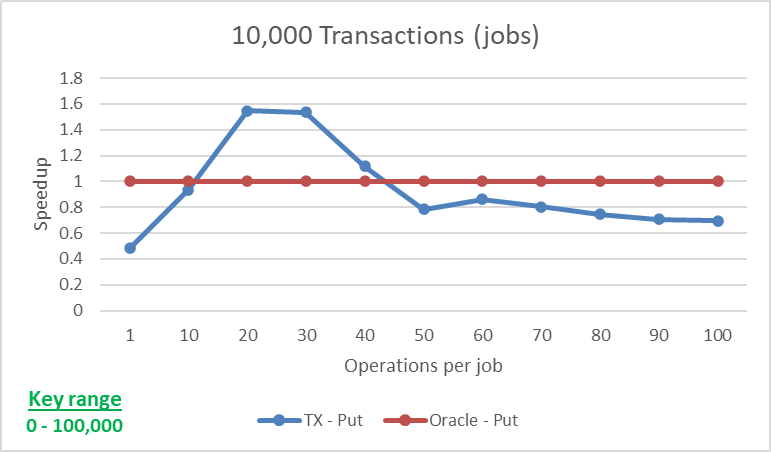 10,000 Transactions (jobs)
1.8
1.6
1.4
1.2
1
0.8
0.6
0.4
0.2
0
Speedup
1 10 20 30 40 50 60 70 80 90 100
Operations per job
Key range
0 - 100,000
TX - Put Oracle - Put